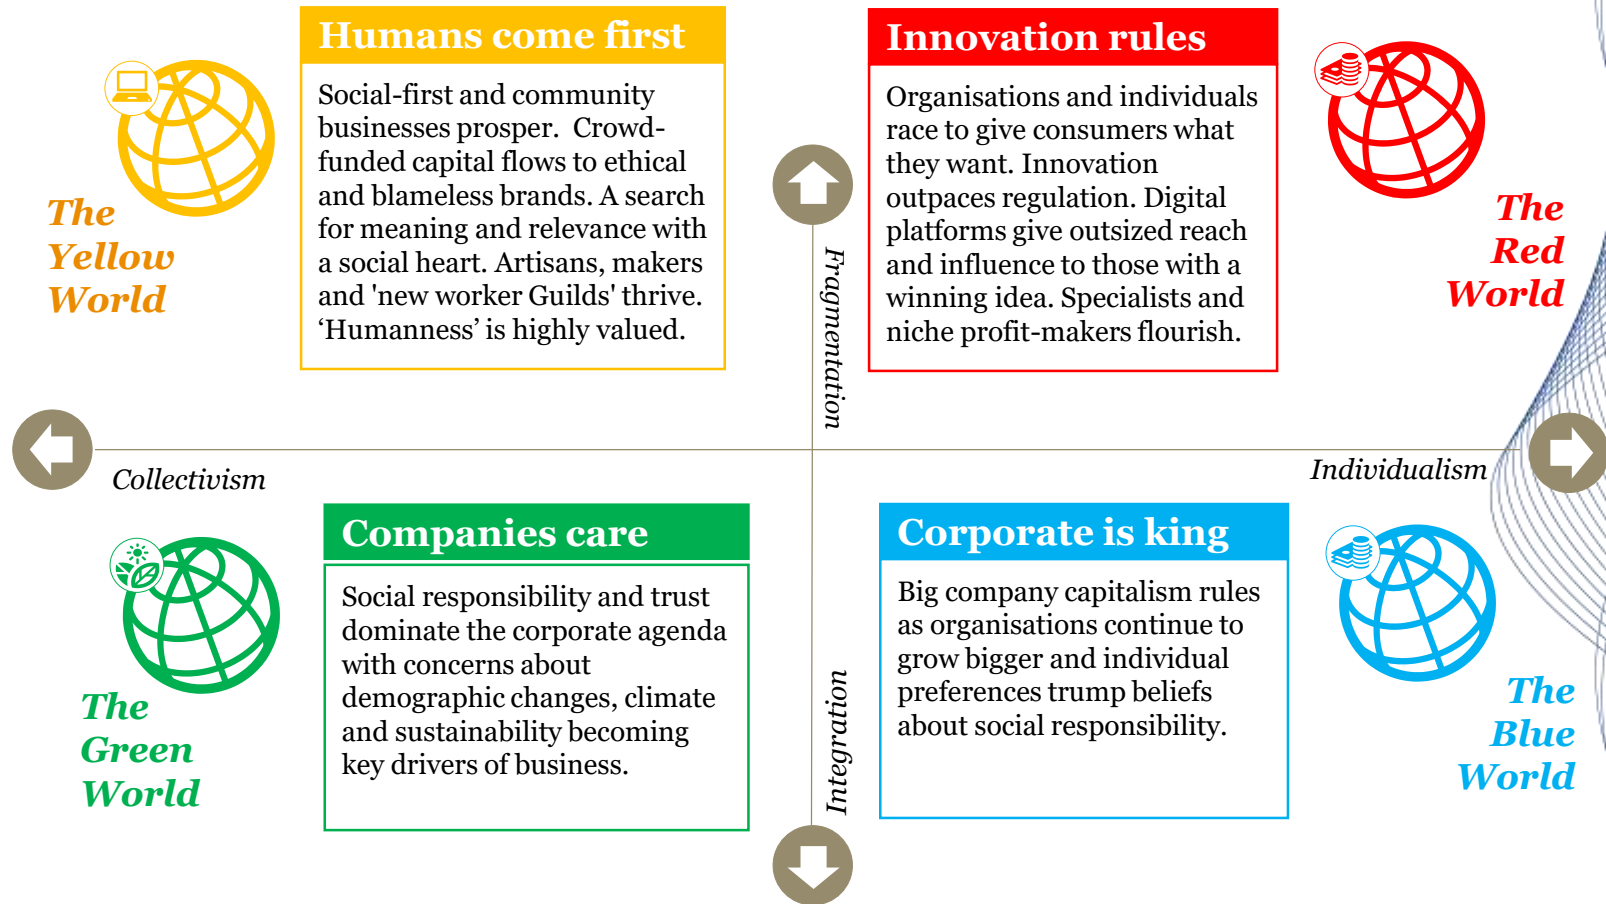 Humans come first
Social-first and community
businesses prosper.  Crowd-
funded capital flows to ethical
and blameless brands. A search
for meaning and relevance with
a social heart. Artisans, makers
and 'new worker Guilds' thrive.
‘Humanness’ is highly valued.
The
Yellow
World
Innovation rules
Organisations and individuals
race to give consumers what
they want. Innovation
outpaces regulation. Digital
platforms give outsized reach
and influence to those with a
winning idea. Specialists and
niche profit-makers flourish.
The
Red
World
Fragmentation
Collectivism
Individualism
Companies care
Social responsibility and trust
dominate the corporate agenda
with concerns about
demographic changes, climate
and sustainability becoming
key drivers of business.
The
Green
World
Integration
Corporate is king
Big company capitalism rules
as organisations continue to
grow bigger and individual
preferences trump beliefs
about social responsibility.
The
Blue
World